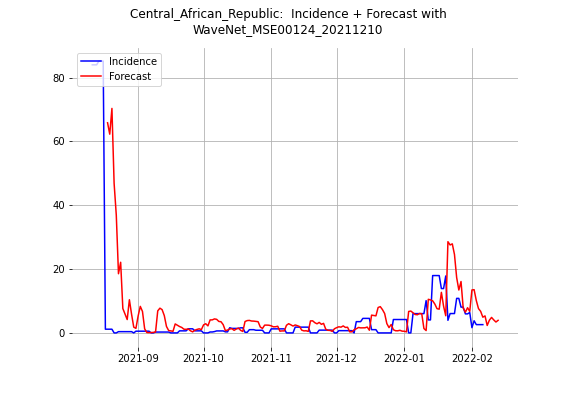 Central_African_Republic:  Incidence + Forecast with
WaveNet_MSE00124_20211210
Incidence
Forecast
80
60
40
20
0
2021-09
2021-10
2021-11
2021-12
2022-01
2022-02